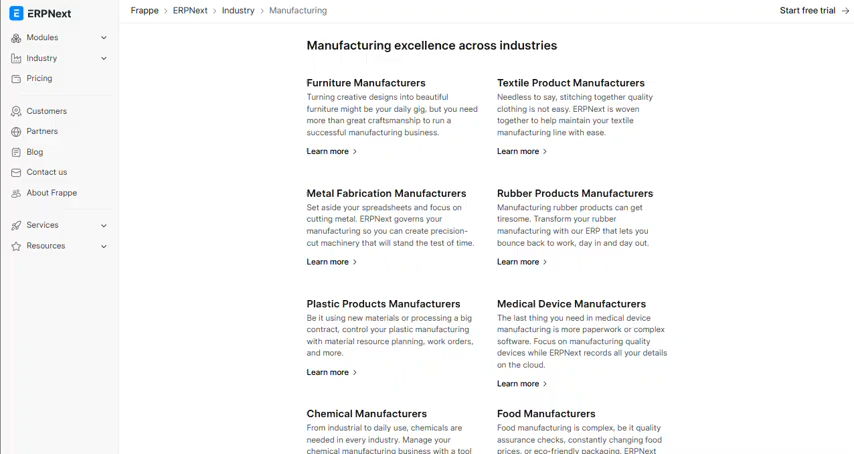 ERPNext
Modules
Industry
Pricing
Customers
Partners
Blog
Contact us
About Frappe
Services
Resources
Frappe > ERPNext > Industry > Manufacturing
Start free trial →
Manufacturing excellence across industries
Furniture Manufacturers
Turning creative designs into beautiful
furniture might be your daily gig, but you need
more than great craftsmanship to run a
successful manufacturing business.
Learn more >
Textile Product Manufacturers
Needless to say, stitching together quality
clothing is not easy. ERPNext is woven
together to help maintain your textile
manufacturing line with ease.
Learn more >
Metal Fabrication Manufacturers
Set aside your spreadsheets and focus on
cutting metal. ERPNext governs your
manufacturing so you can create precision-
cut machinery that will stand the test of time.
Learn more >
Rubber Products Manufacturers
Manufacturing rubber products can get
tiresome. Transform your rubber
manufacturing with our ERP that lets you
bounce back to work, day in and day out.
Learn more >
Plastic Products Manufacturers
Be it using new materials or processing a big
contract, control your plastic manufacturing
with material resource planning, work orders,
and more.
Learn more >
Medical Device Manufacturers
The last thing you need in medical device
manufacturing is more paperwork or complex
software. Focus on manufacturing quality
devices while ERPNext records all your details
on the cloud.
Learn more >
Chemical Manufacturers
From industrial to daily use, chemicals are
needed in every industry. Manage your
chemical manufacturing business with a tool
Food Manufacturers
Food manufacturing is complex, be it quality
assurance checks, constantly changing food
prices, or eco-friendly packaging. ERPNext